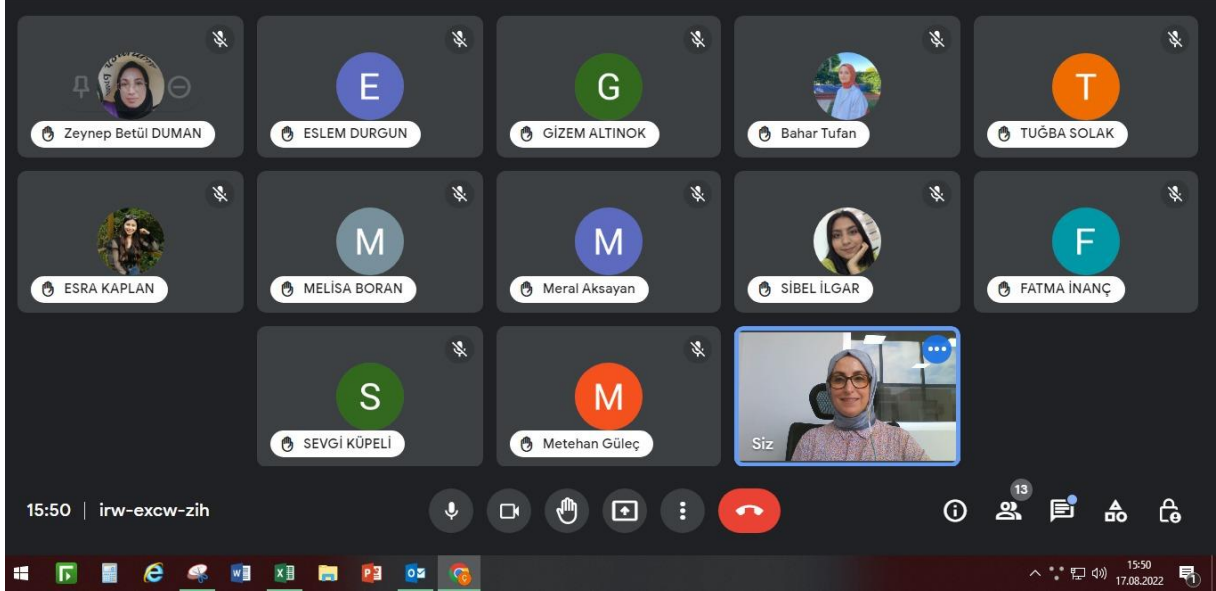 Zeynep Betül DUMAN
E
ESLEM DURGUN
G
GİZEM ALTINOK
Bahar Tufan
T
TUĞBA SOLAK
ESRA KAPLAN
M
MELİSA BORAN
M
Meral Aksayan
SİBEL İLGAR
F
FATMA İNANÇ
S
SEVGİ KÜPELİ
M
Metehan Güleç
Siz
15:50 | irw-excw-zih
13
15:50
17.08.2022
1